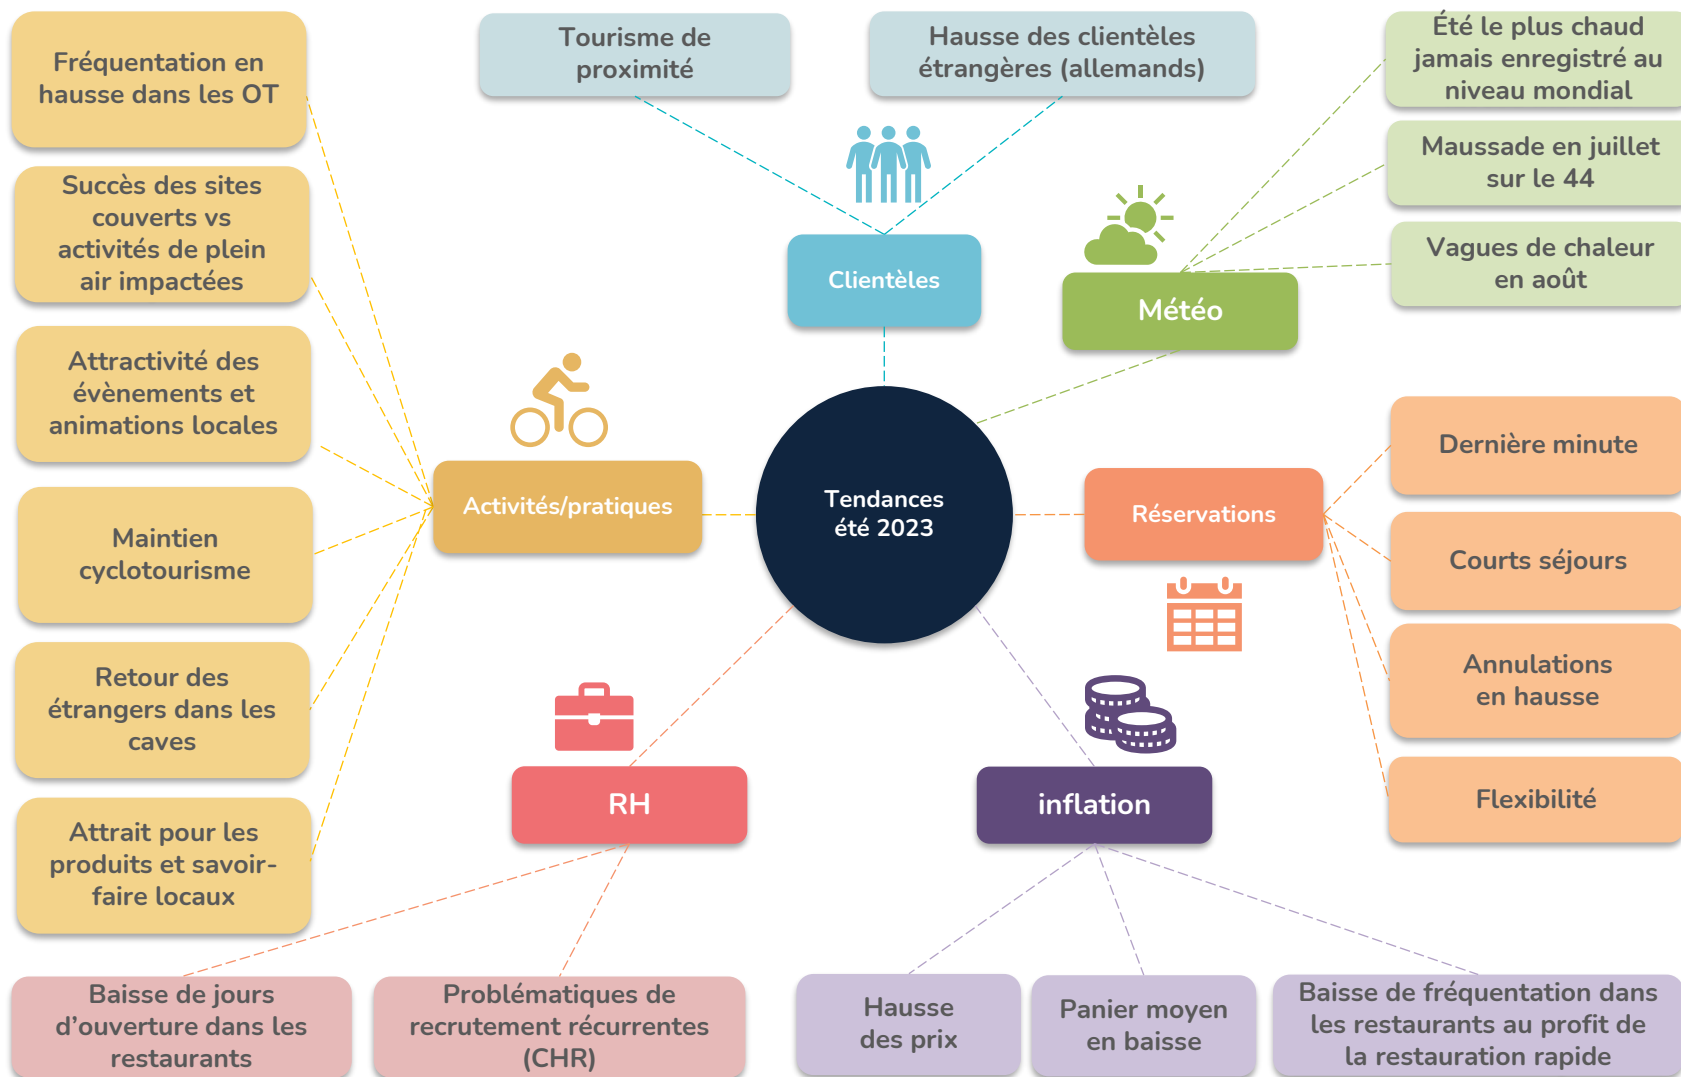 Fréquentation en
hausse dans les OT
Succès des sites
couverts vs
activités de plein
air impactées
Attractivité des
évènements et
animations locales
Maintien
cyclotourisme
Retour des
étrangers dans les
caves
Attrait pour les
produits et savoir-
faire locaux
Activités/pratiques
Tourisme de
proximité
Hausse des clientèles
étrangères (allemands)
Clientèles
Été le plus chaud
jamais enregistré au
niveau mondial
Maussade en juillet
sur le 44
Vagues de chaleur
en août
Météo
Tendances
été 2023
Réservations
Dernière minute
Courts séjours
Annulations
en hausse
Flexibilité
RH
Baisse de jours
d’ouverture dans les
restaurants
Problématiques de
recrutement récurrentes
(CHR)
inflation
Hausse
des prix
Panier moyen
en baisse
Baisse de fréquentation dans
les restaurants au profit de
la restauration rapide